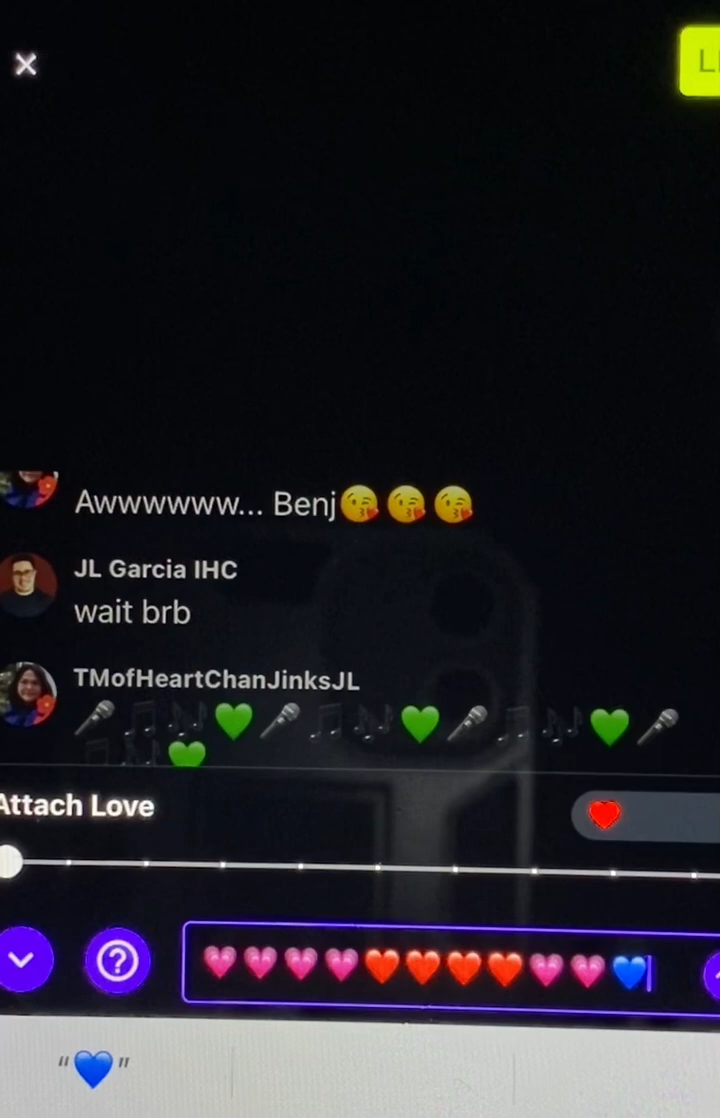 Awwwwww... Benj😘😘😘
JL Garcia IHC
wait brb
TMofHeartChanJinksJL
🎤🎵🎶💚🎤🎵🎶💚🎤🎵🎶💚🎤
🎵🎶💚
Attach Love
❤️
💗💗💗💗❤️❤️❤️❤️💗💗💙
"💙"